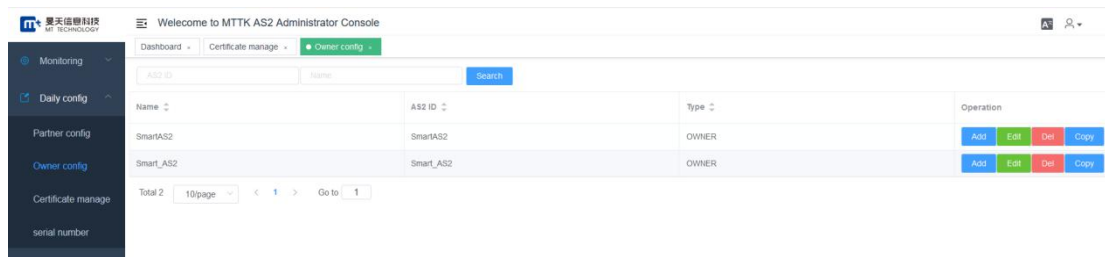 昊天信息科技
MT TECHNOLOGY
Welecome to MTTK AS2 Administrator Console
Dashboard × Certificate manage × Owner config ×
Monitoring
Daily config
Partner config
Owner config
Certificate manage
serial number
AS2 ID Name Search
Name AS2 ID Type Operation
SmartAS2 SmartAS2 OWNER Add Edit Del Copy
Smart_AS2 Smart_AS2 OWNER Add Edit Del Copy
Total 2 10/page < 1 > Go to 1